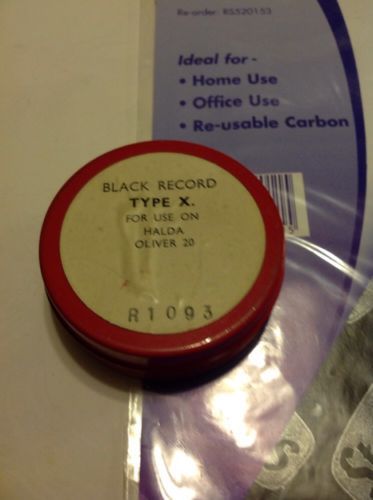 Re-order: RS520153
Ideal for -
• Home Use
• Office Use
• Re-usable Carbon
BLACK RECORD
TYPE X.
FOR USE ON
HALDA
OLIVER 20
R1093